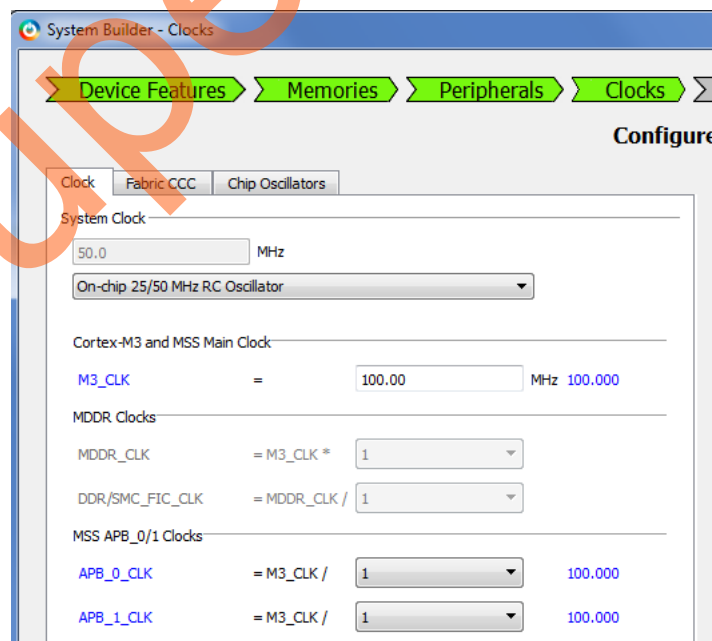 System Builder - Clocks
Device Features Memories Peripherals Clocks
Configure
Clock Fabric CCC Chip Oscillators
System Clock
50.0 MHz
On-chip 25/50 MHz RC Oscillator
Cortex-M3 and MSS Main Clock
M3_CLK = 100.00 MHz 100.000
MDDR Clocks
MDDR_CLK = M3_CLK * 1
DDR/SMC_FIC_CLK = MDDR_CLK / 1
MSS APB_0/1 Clocks
APB_0_CLK = M3_CLK / 1 100.000
APB_1_CLK = M3_CLK / 1 100.000